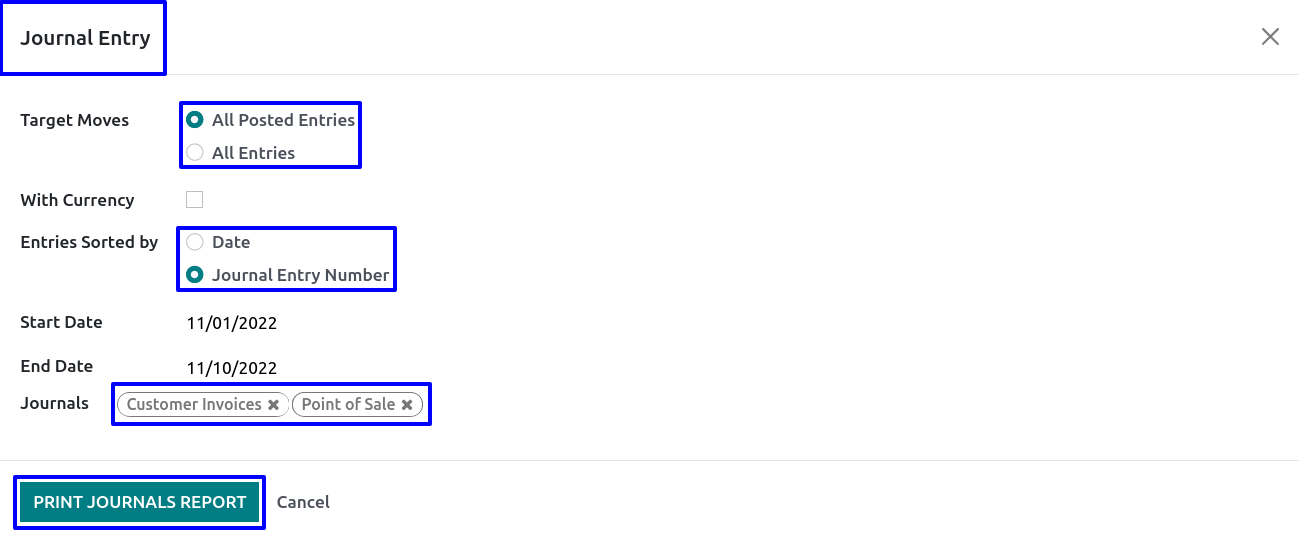 Journal Entry
Target Moves
All Posted Entries
All Entries
With Currency
Entries Sorted by
Date
Journal Entry Number
Start Date
11/01/2022
End Date
11/10/2022
Journals
Customer Invoices ✖ Point of Sale ✖
PRINT JOURNALS REPORT Cancel